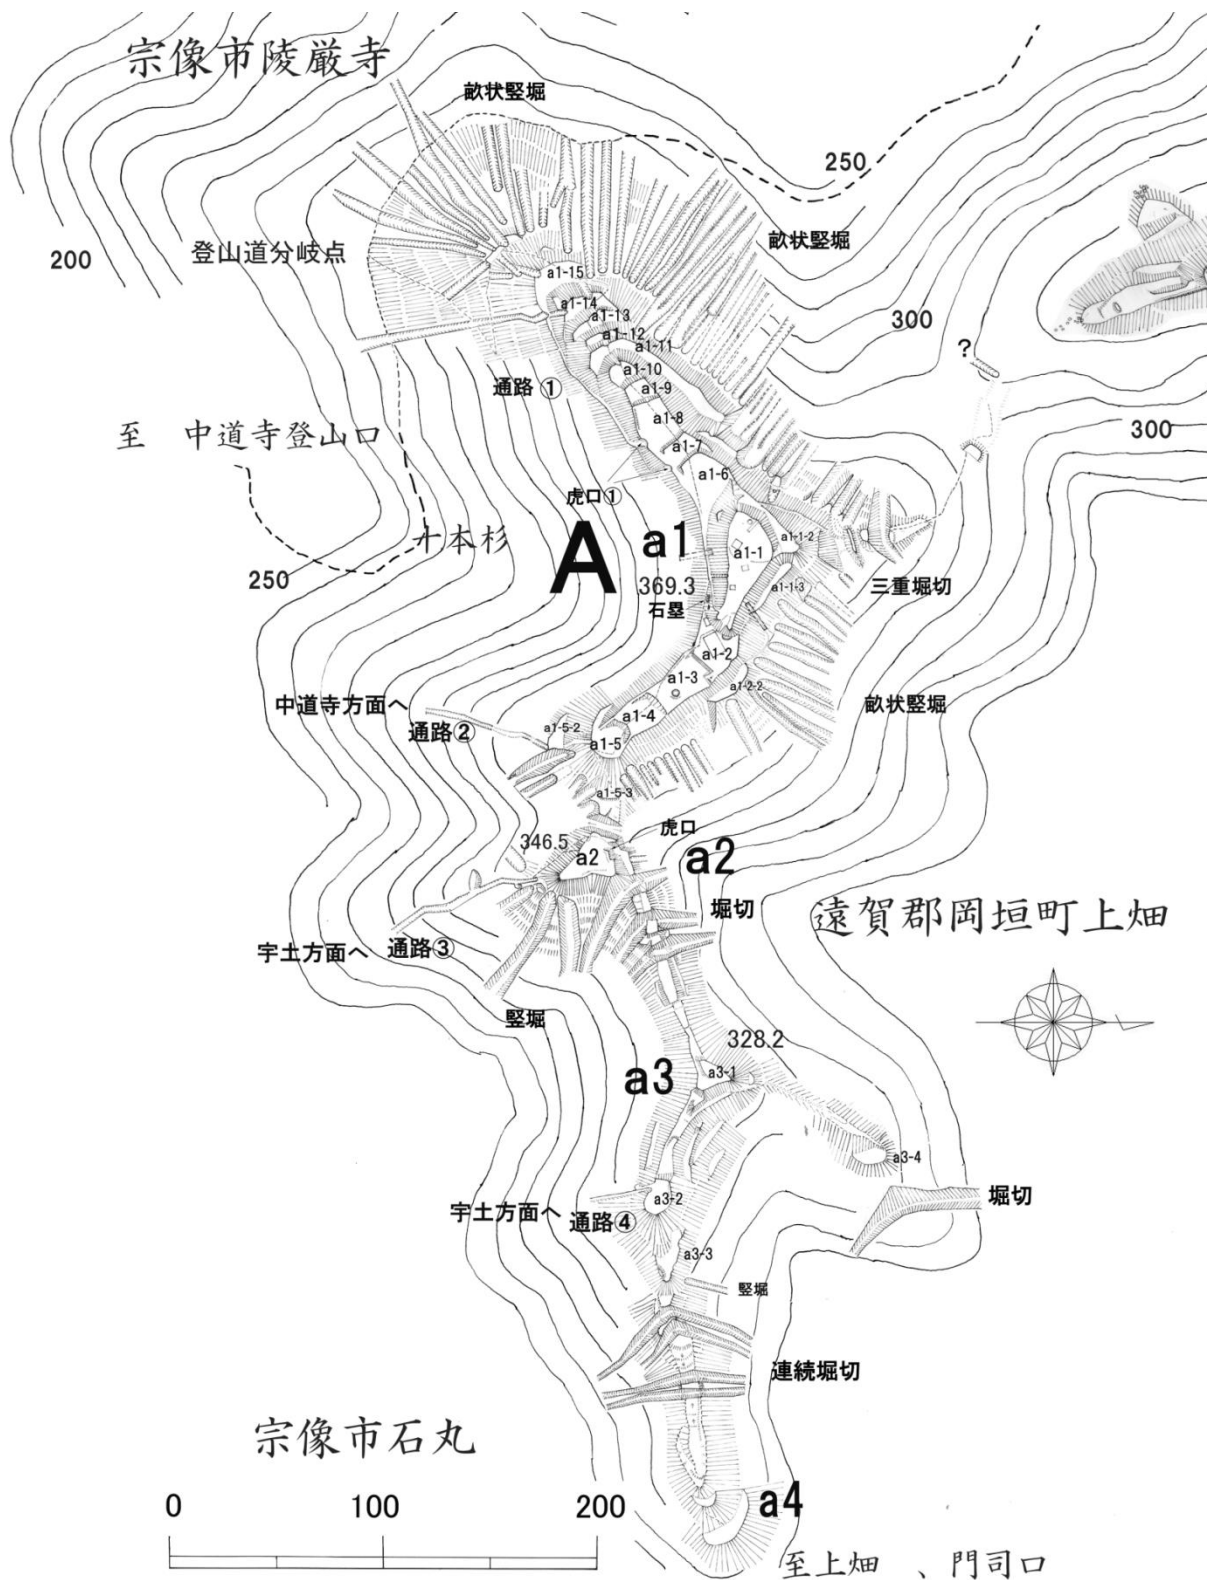 宗像市陵厳寺
畝状竪堀
250
畝状竪堀
登山道分岐点
200
a1-15
a1-14
a1-13
a1-12
a1-11
300
a1-10
?
通路①
a1-9
a1-8
300
至 中道寺登山口
a1-7
a1-6
虎口①
A
a1
a1-1
a1-1-2
十本杉
250
369.3
a1-1-3
三重堀切
石塁
a1-2
a1-3
a1-2-2
中道寺方面へ
畝状竪堀
a1-4
通路②
a1-5-2
a1-5
a1-5-3
虎口
346.5
a2
a2
堀切
遠賀郡岡垣町上畑
宇土方面へ
通路③
竪堀
328.2
a3
a3-1
a3-4
堀切
a3-2
宇土方面へ
通路④
a3-3
竪堀
連続堀切
宗像市石丸
0
100
200
a4
至上畑 、門司口